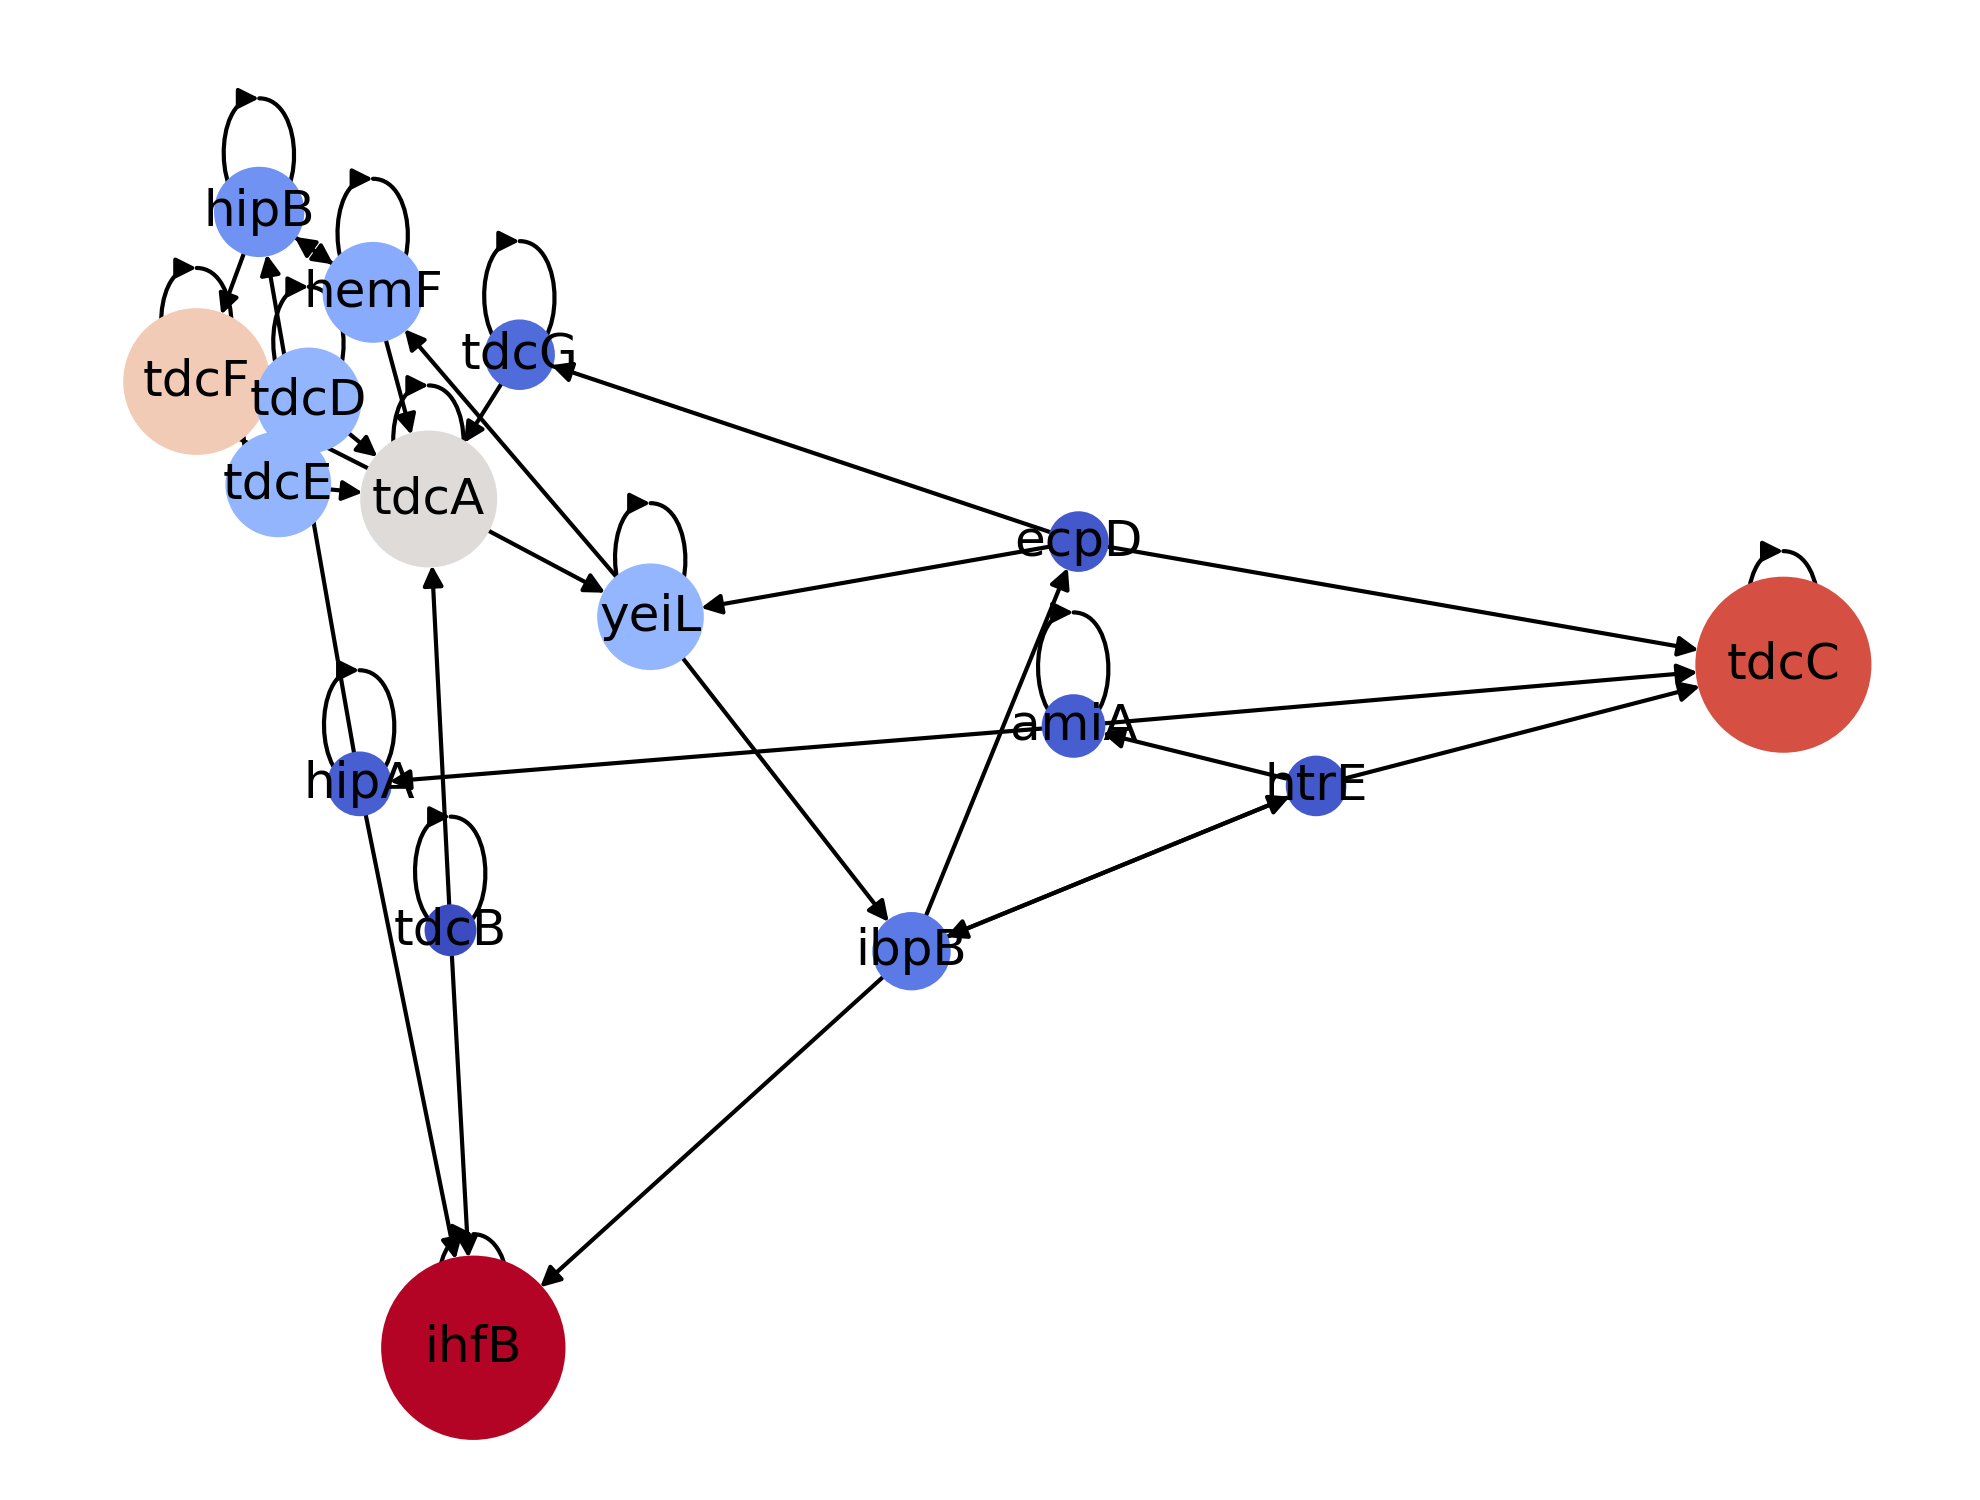 hipB
hemF
tdcG
tdcF
tdcD
tdcE
tdcA
ecpD
yeiL
tdcC
amiA
hipA
htrE
tdcB
ibpB
ihfB